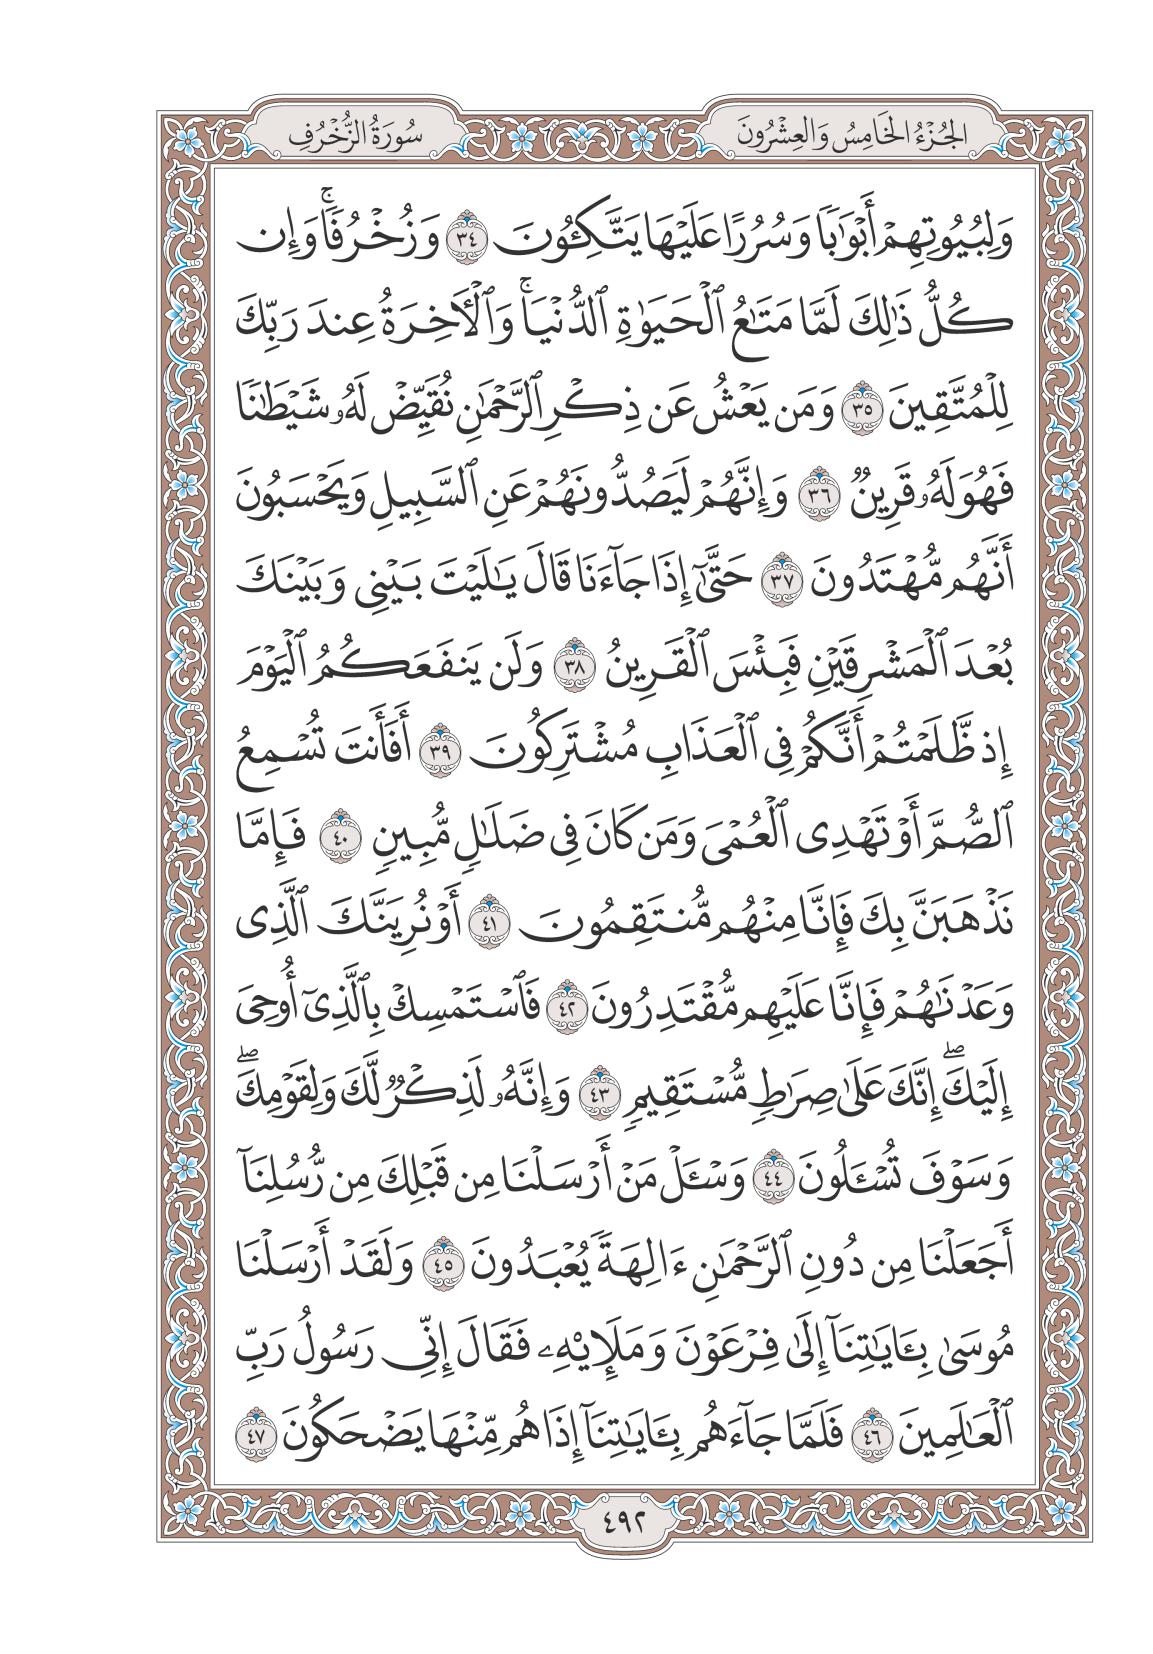 الجُزْءُ الخَامِسُ وَالعِشْرُونَ
سُورَةُ الزُّخْرُفِ
وَلِبُيُوتِهِمْ أَبْوَٰبًا وَسُرُرًا عَلَيْهَا يَتَّكِـُٔونَ ٣٤ وَزُخْرُفًا ۚ وَإِن
كُلُّ ذَٰلِكَ لَمَّا مَتَـٰعُ ٱلْحَيَوٰةِ ٱلدُّنْيَا ۚ وَٱلْـَٔاخِرَةُ عِندَ رَبِّكَ
لِلْمُتَّقِينَ ٣٥ وَمَن يَعْشُ عَن ذِكْرِ ٱلرَّحْمَـٰنِ نُقَيِّضْ لَهُۥ شَيْطَـٰنًا
فَهُوَ لَهُۥ قَرِينٌ ٣٦ وَإِنَّهُمْ لَيَصُدُّونَهُمْ عَنِ ٱلسَّبِيلِ وَيَحْسَبُونَ
أَنَّهُم مُّهْتَدُونَ ٣٧ حَتَّىٰٓ إِذَا جَآءَنَا قَالَ يَـٰلَيْتَ بَيْنِى وَبَيْنَكَ
بُعْدَ ٱلْمَشْرِقَيْنِ فَبِئْسَ ٱلْقَرِينُ ٣٨ وَلَن يَنفَعَكُمُ ٱلْيَوْمَ
إِذ ظَّلَمْتُمْ أَنَّكُمْ فِى ٱلْعَذَابِ مُشْتَرِكُونَ ٣٩ أَفَأَنتَ تُسْمِعُ
ٱلصُّمَّ أَوْ تَهْدِى ٱلْعُمْىَ وَمَن كَانَ فِى ضَلَـٰلٍ مُّبِينٍ ٤٠ فَإِمَّا
نَذْهَبَنَّ بِكَ فَإِنَّا مِنْهُم مُّنتَقِمُونَ ٤١ أَوْ نُرِيَنَّكَ ٱلَّذِى
وَعَدْنَـٰهُمْ فَإِنَّا عَلَيْهِم مُّقْتَدِرُونَ ٤٢ فَٱسْتَمْسِكْ بِٱلَّذِىٓ أُوحِىَ
إِلَيْكَ ۖ إِنَّكَ عَلَىٰ صِرَٰطٍ مُّسْتَقِيمٍ ٤٣ وَإِنَّهُۥ لَذِكْرٌ لَّكَ وَلِقَوْمِكَ ۖ
وَسَوْفَ تُسْـَٔلُونَ ٤٤ وَسْـَٔلْ مَنْ أَرْسَلْنَا مِن قَبْلِكَ مِن رُّسُلِنَآ
أَجَعَلْنَا مِن دُونِ ٱلرَّحْمَـٰنِ ءَالِهَةً يُعْبَدُونَ ٤٥ وَلَقَدْ أَرْسَلْنَا
مُوسَىٰ بِـَٔايَـٰتِنَآ إِلَىٰ فِرْعَوْنَ وَمَلَإِي۟هِۦ فَقَالَ إِنِّى رَسُولُ رَبِّ
ٱلْعَـٰلَمِينَ ٤٦ فَلَمَّا جَآءَهُم بِـَٔايَـٰتِنَآ إِذَا هُم مِّنْهَا يَضْحَكُونَ ٤٧
٤٩٢